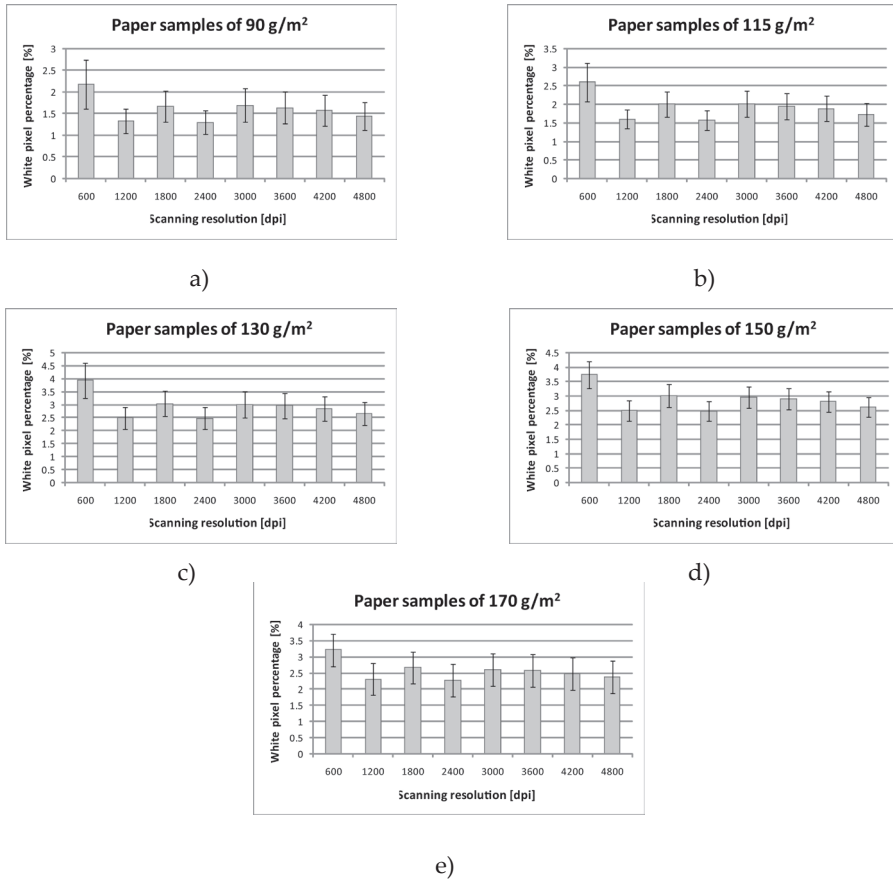 Paper samples of 90 g/m²
White pixel percentage [%]
3
2.5
2
1.5
1
0.5
0
600 1200 1800 2400 3000 3600 4200 4800
Scanning resolution [dpi]
a)
Paper samples of 115 g/m²
White pixel percentage [%]
3.5
3
2.5
2
1.5
1
0.5
0
600 1200 1800 2400 3000 3600 4200 4800
Scanning resolution [dpi]
b)
Paper samples of 130 g/m²
White pixel percentage [%]
5
4.5
4
3.5
3
2.5
2
1.5
1
0.5
0
600 1200 1800 2400 3000 3600 4200 4800
Scanning resolution [dpi]
c)
Paper samples of 150 g/m²
White pixel percentage [%]
4.5
4
3.5
3
2.5
2
1.5
1
0.5
0
600 1200 1800 2400 3000 3600 4200 4800
Scanning resolution [dpi]
d)
Paper samples of 170 g/m²
White pixel percentage [%]
4
3.5
3
2.5
2
1.5
1
0.5
0
600 1200 1800 2400 3000 3600 4200 4800
Scanning resolution [dpi]
e)